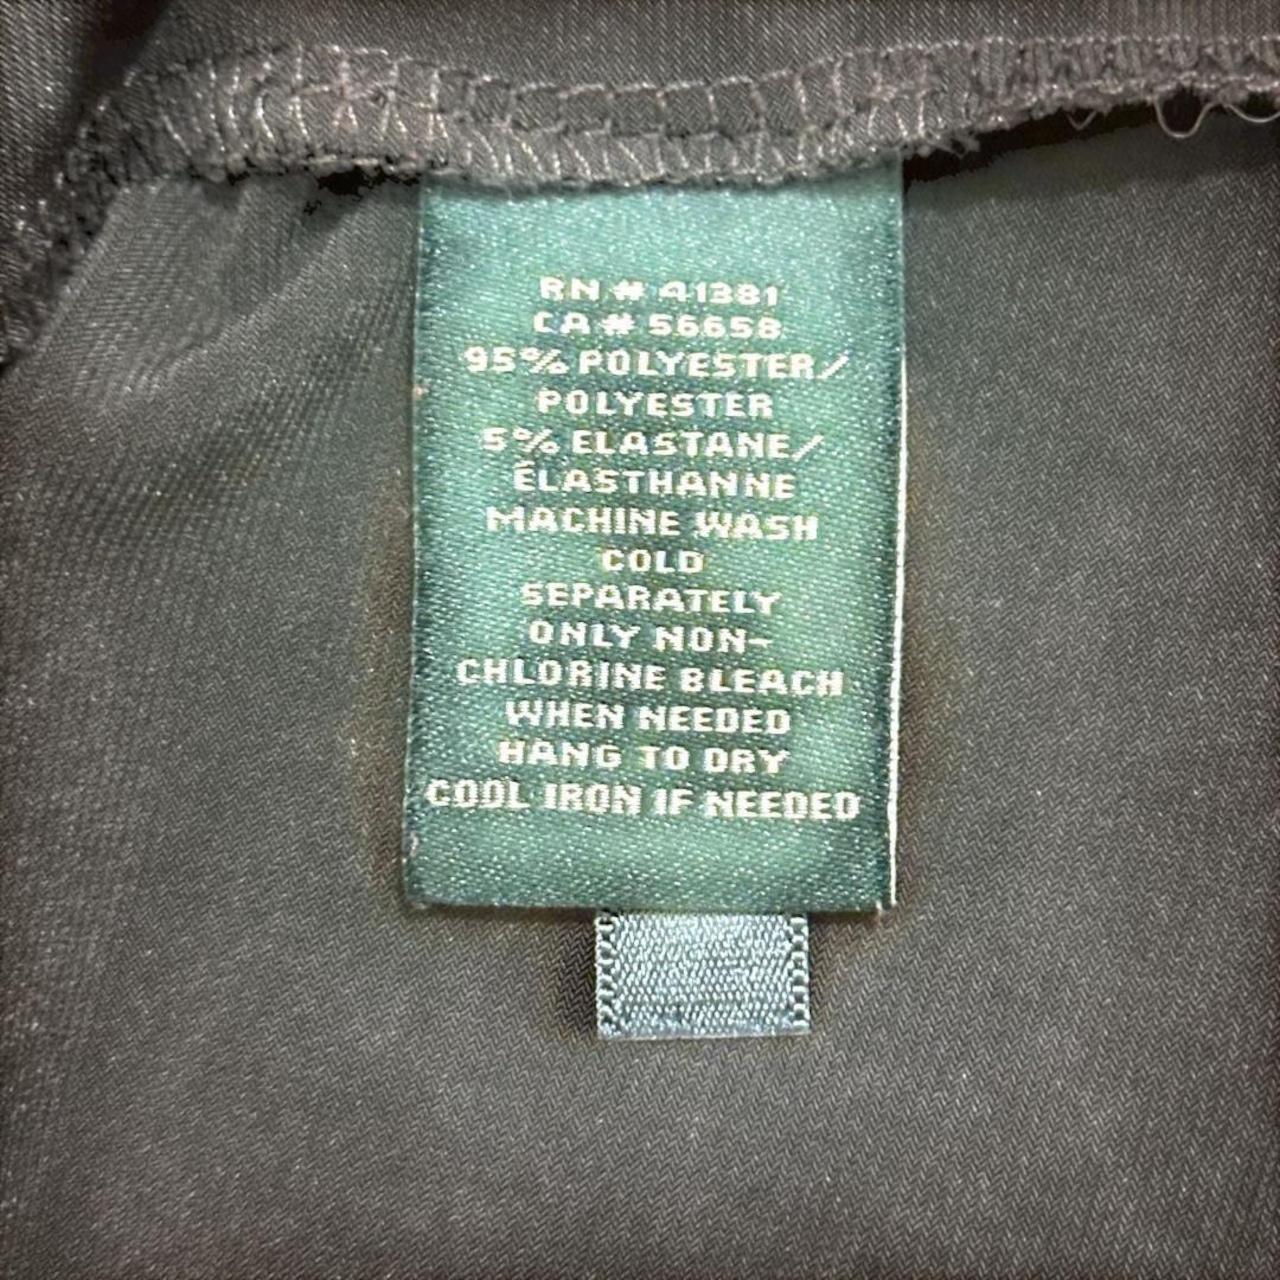 RN # 41381
CA # 56658
95% POLYESTER/
POLYESTER
5% ELASTANE/
ÉLASTHANNE
MACHINE WASH
COLD
SEPARATELY
ONLY NON-
CHLORINE BLEACH
WHEN NEEDED
HANG TO DRY
COOL IRON IF NEEDED